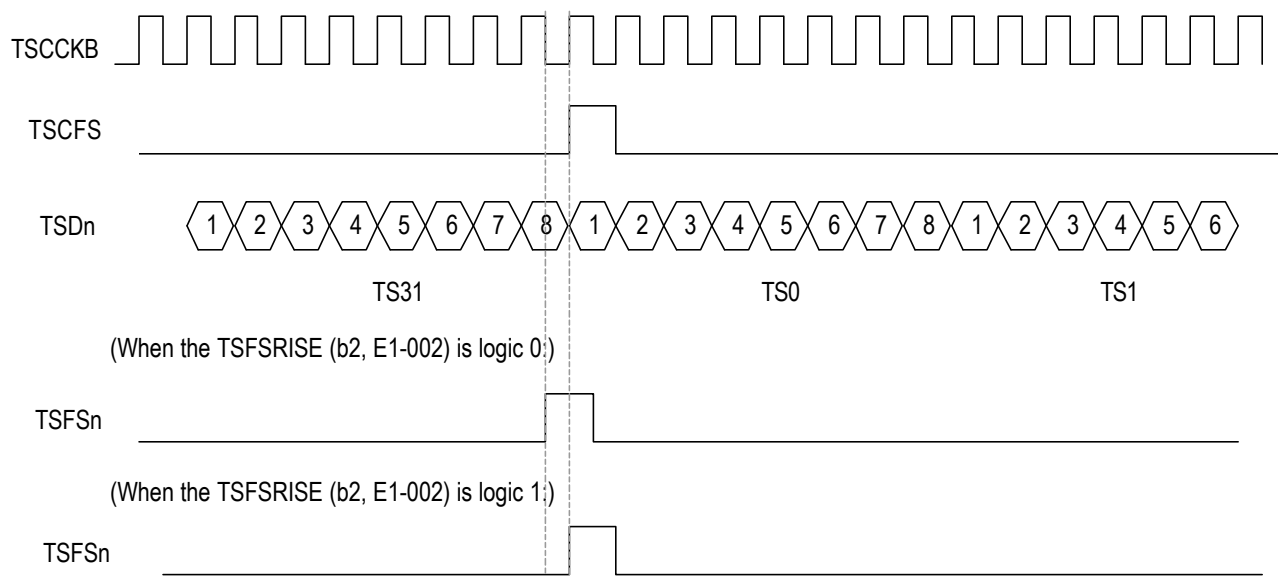 TSCCKB
TSCFS
TSDn
1 2 3 4 5 6 7 8 1 2 3 4 5 6 7 8 1 2 3 4 5 6
TS31 TS0 TS1
(When the TSFSRISE (b2, E1-002) is logic 0:)
TSFSn
(When the TSFSRISE (b2, E1-002) is logic 1:)
TSFSn